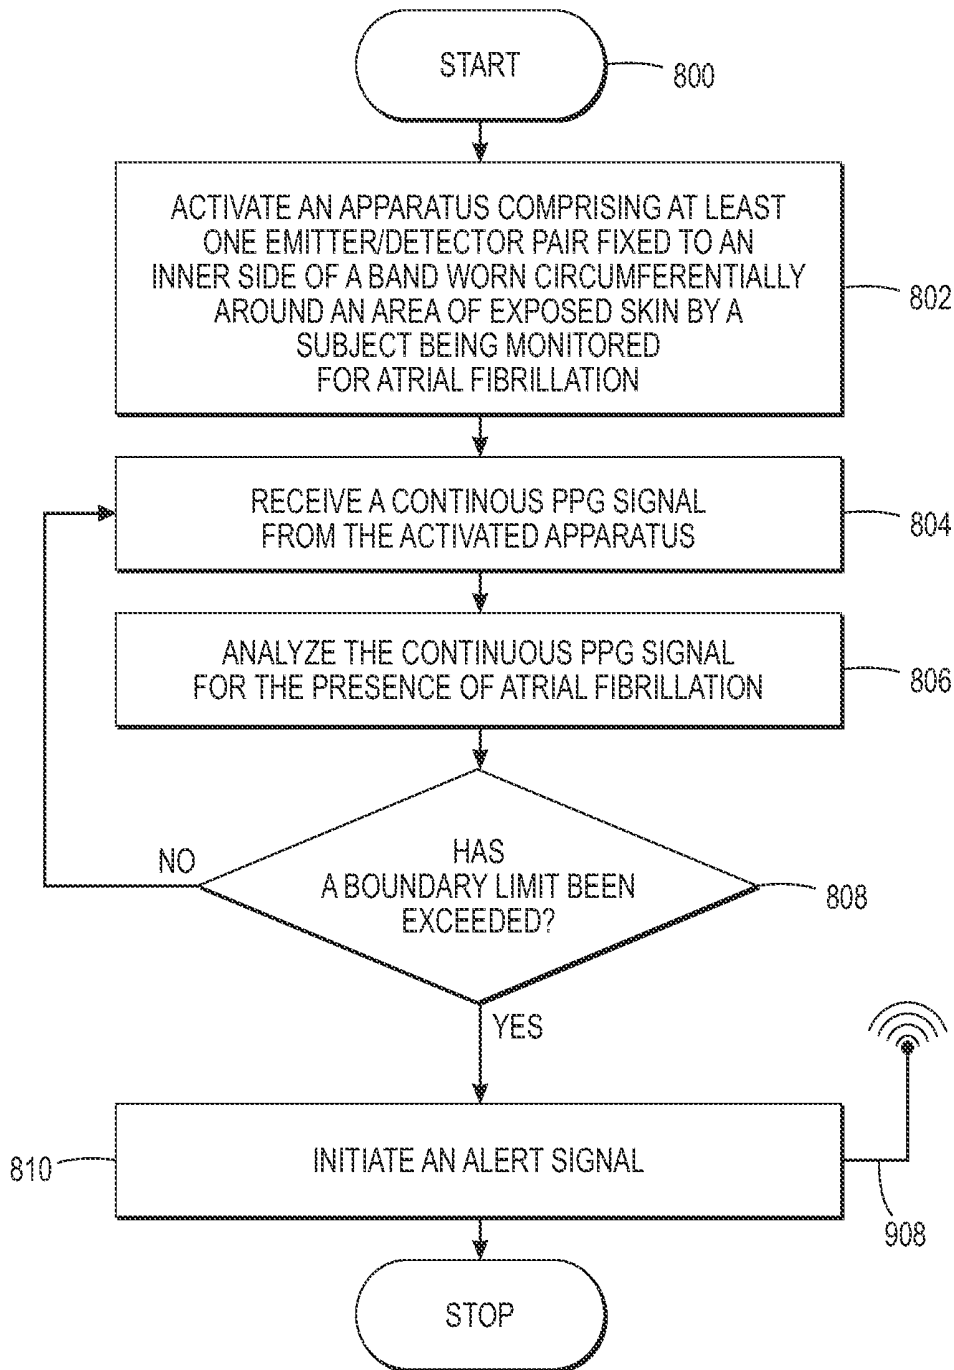 START
800
ACTIVATE AN APPARATUS COMPRISING AT LEAST
ONE EMITTER/DETECTOR PAIR FIXED TO AN
INNER SIDE OF A BAND WORN CIRCUMFERENTIALLY
AROUND AN AREA OF EXPOSED SKIN BY A
SUBJECT BEING MONITORED
FOR ATRIAL FIBRILLATION
802
RECEIVE A CONTINOUS PPG SIGNAL
FROM THE ACTIVATED APPARATUS
804
ANALYZE THE CONTINUOUS PPG SIGNAL
FOR THE PRESENCE OF ATRIAL FIBRILLATION
806
HAS
A BOUNDARY LIMIT BEEN
EXCEEDED?
NO
808
YES
INITIATE AN ALERT SIGNAL
810
908
STOP